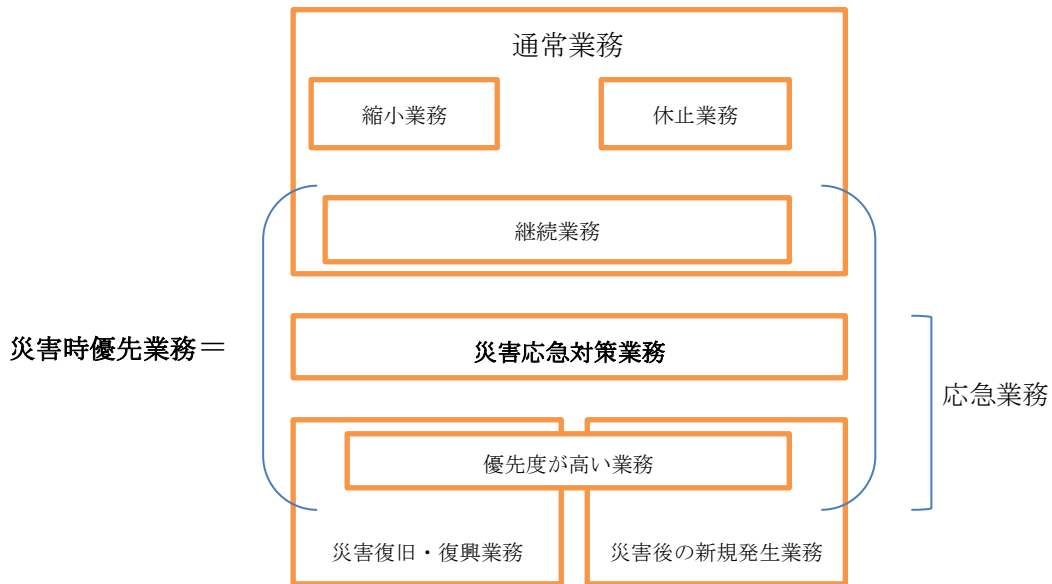 通常業務
縮小業務
休止業務
継続業務
災害時優先業務＝
災害応急対策業務
応急業務
優先度が高い業務
災害復旧・復興業務
災害後の新規発生業務